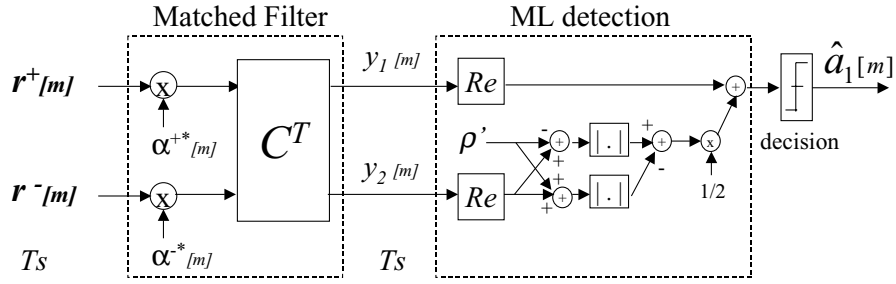 Matched Filter
ML detection
r⁺[m]
x
α⁺*[m]
Cᵀ
y₁ [m]
Re
+
â₁[m]
decision
ρ'
-
+
|.|
+
+
x
1/2
r⁻[m]
x
α⁻*[m]
y₂ [m]
Re
+
+
+
+
|.|
-
Ts
Ts